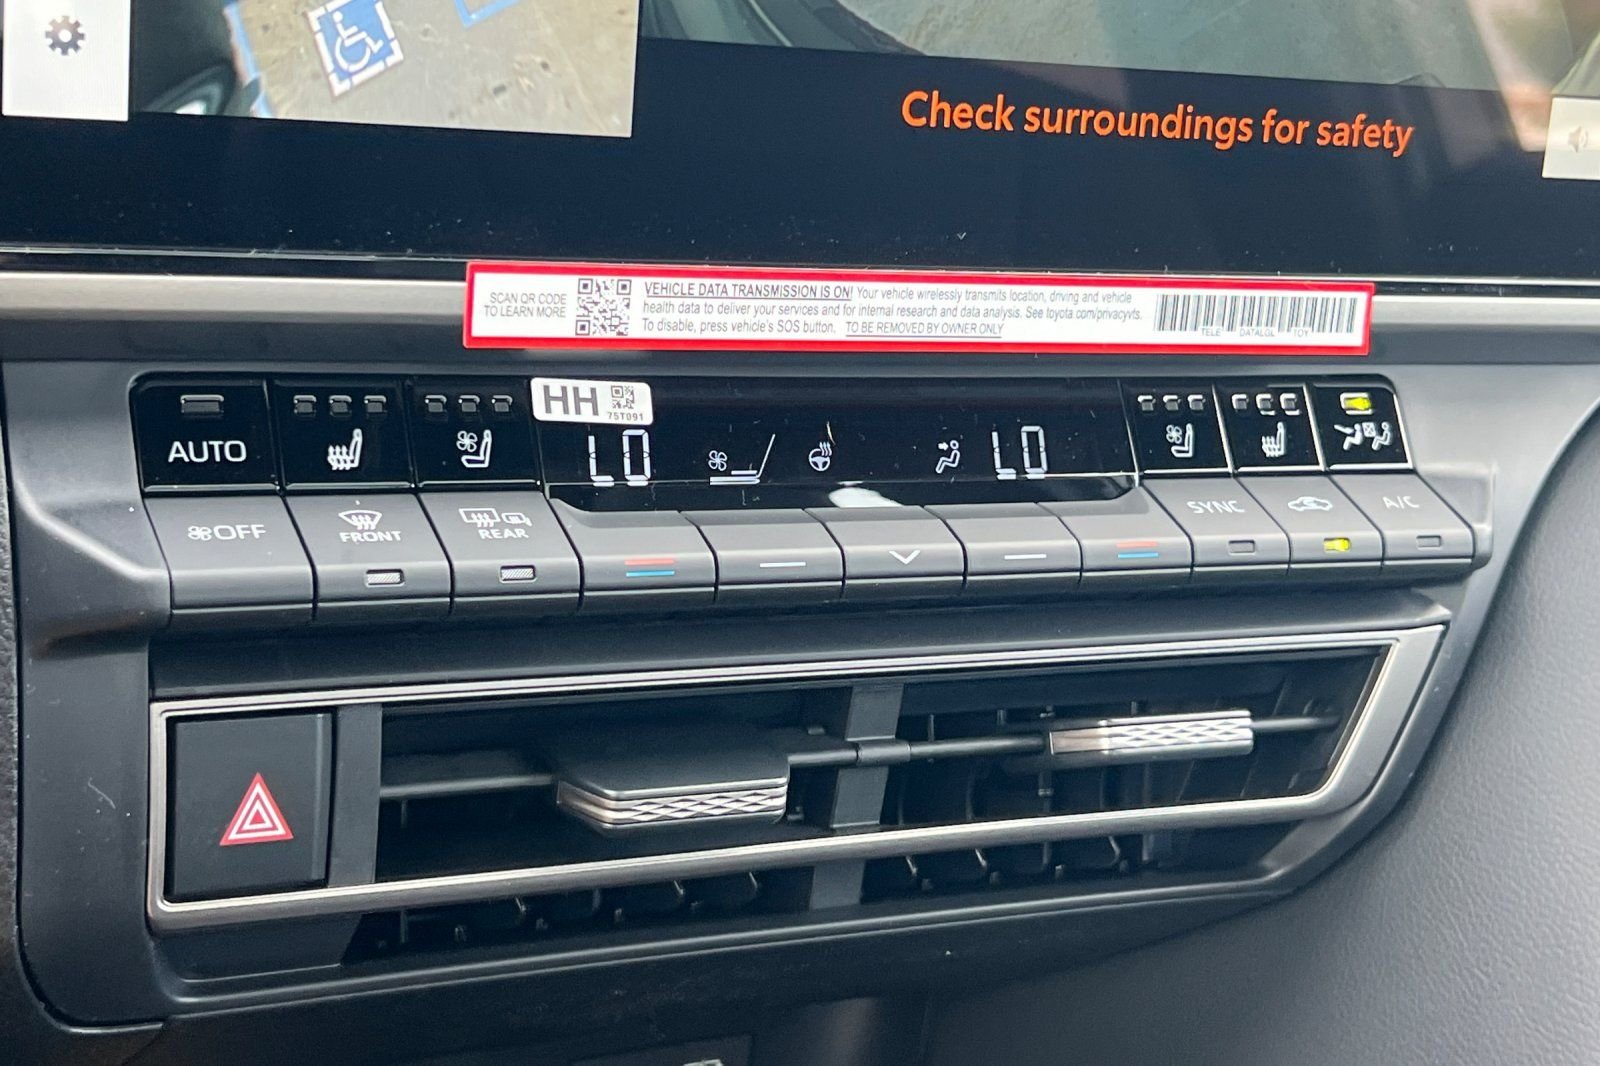 Check surroundings for safety
SCAN QR CODE
TO LEARN MORE
VEHICLE DATA TRANSMISSION IS ON! Your vehicle wirelessly transmits location, driving and vehicle
health data to deliver your services and for internal research and data analysis. See toyota.com/privacyvts.
To disable, press vehicle's SOS button. TO BE REMOVED BY OWNER ONLY
TELE DATALGL TOY
HH
75T091
AUTO
LO
LO
OFF
FRONT
REAR
SYNC
A/C